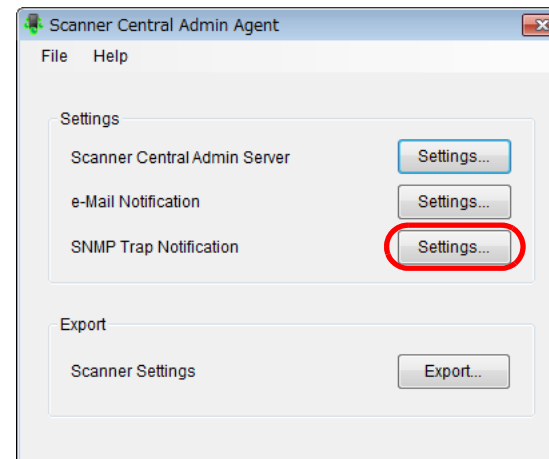 Scanner Central Admin Agent
File Help
Settings
Scanner Central Admin Server Settings...
e-Mail Notification Settings...
SNMP Trap Notification Settings...
Export
Scanner Settings Export...